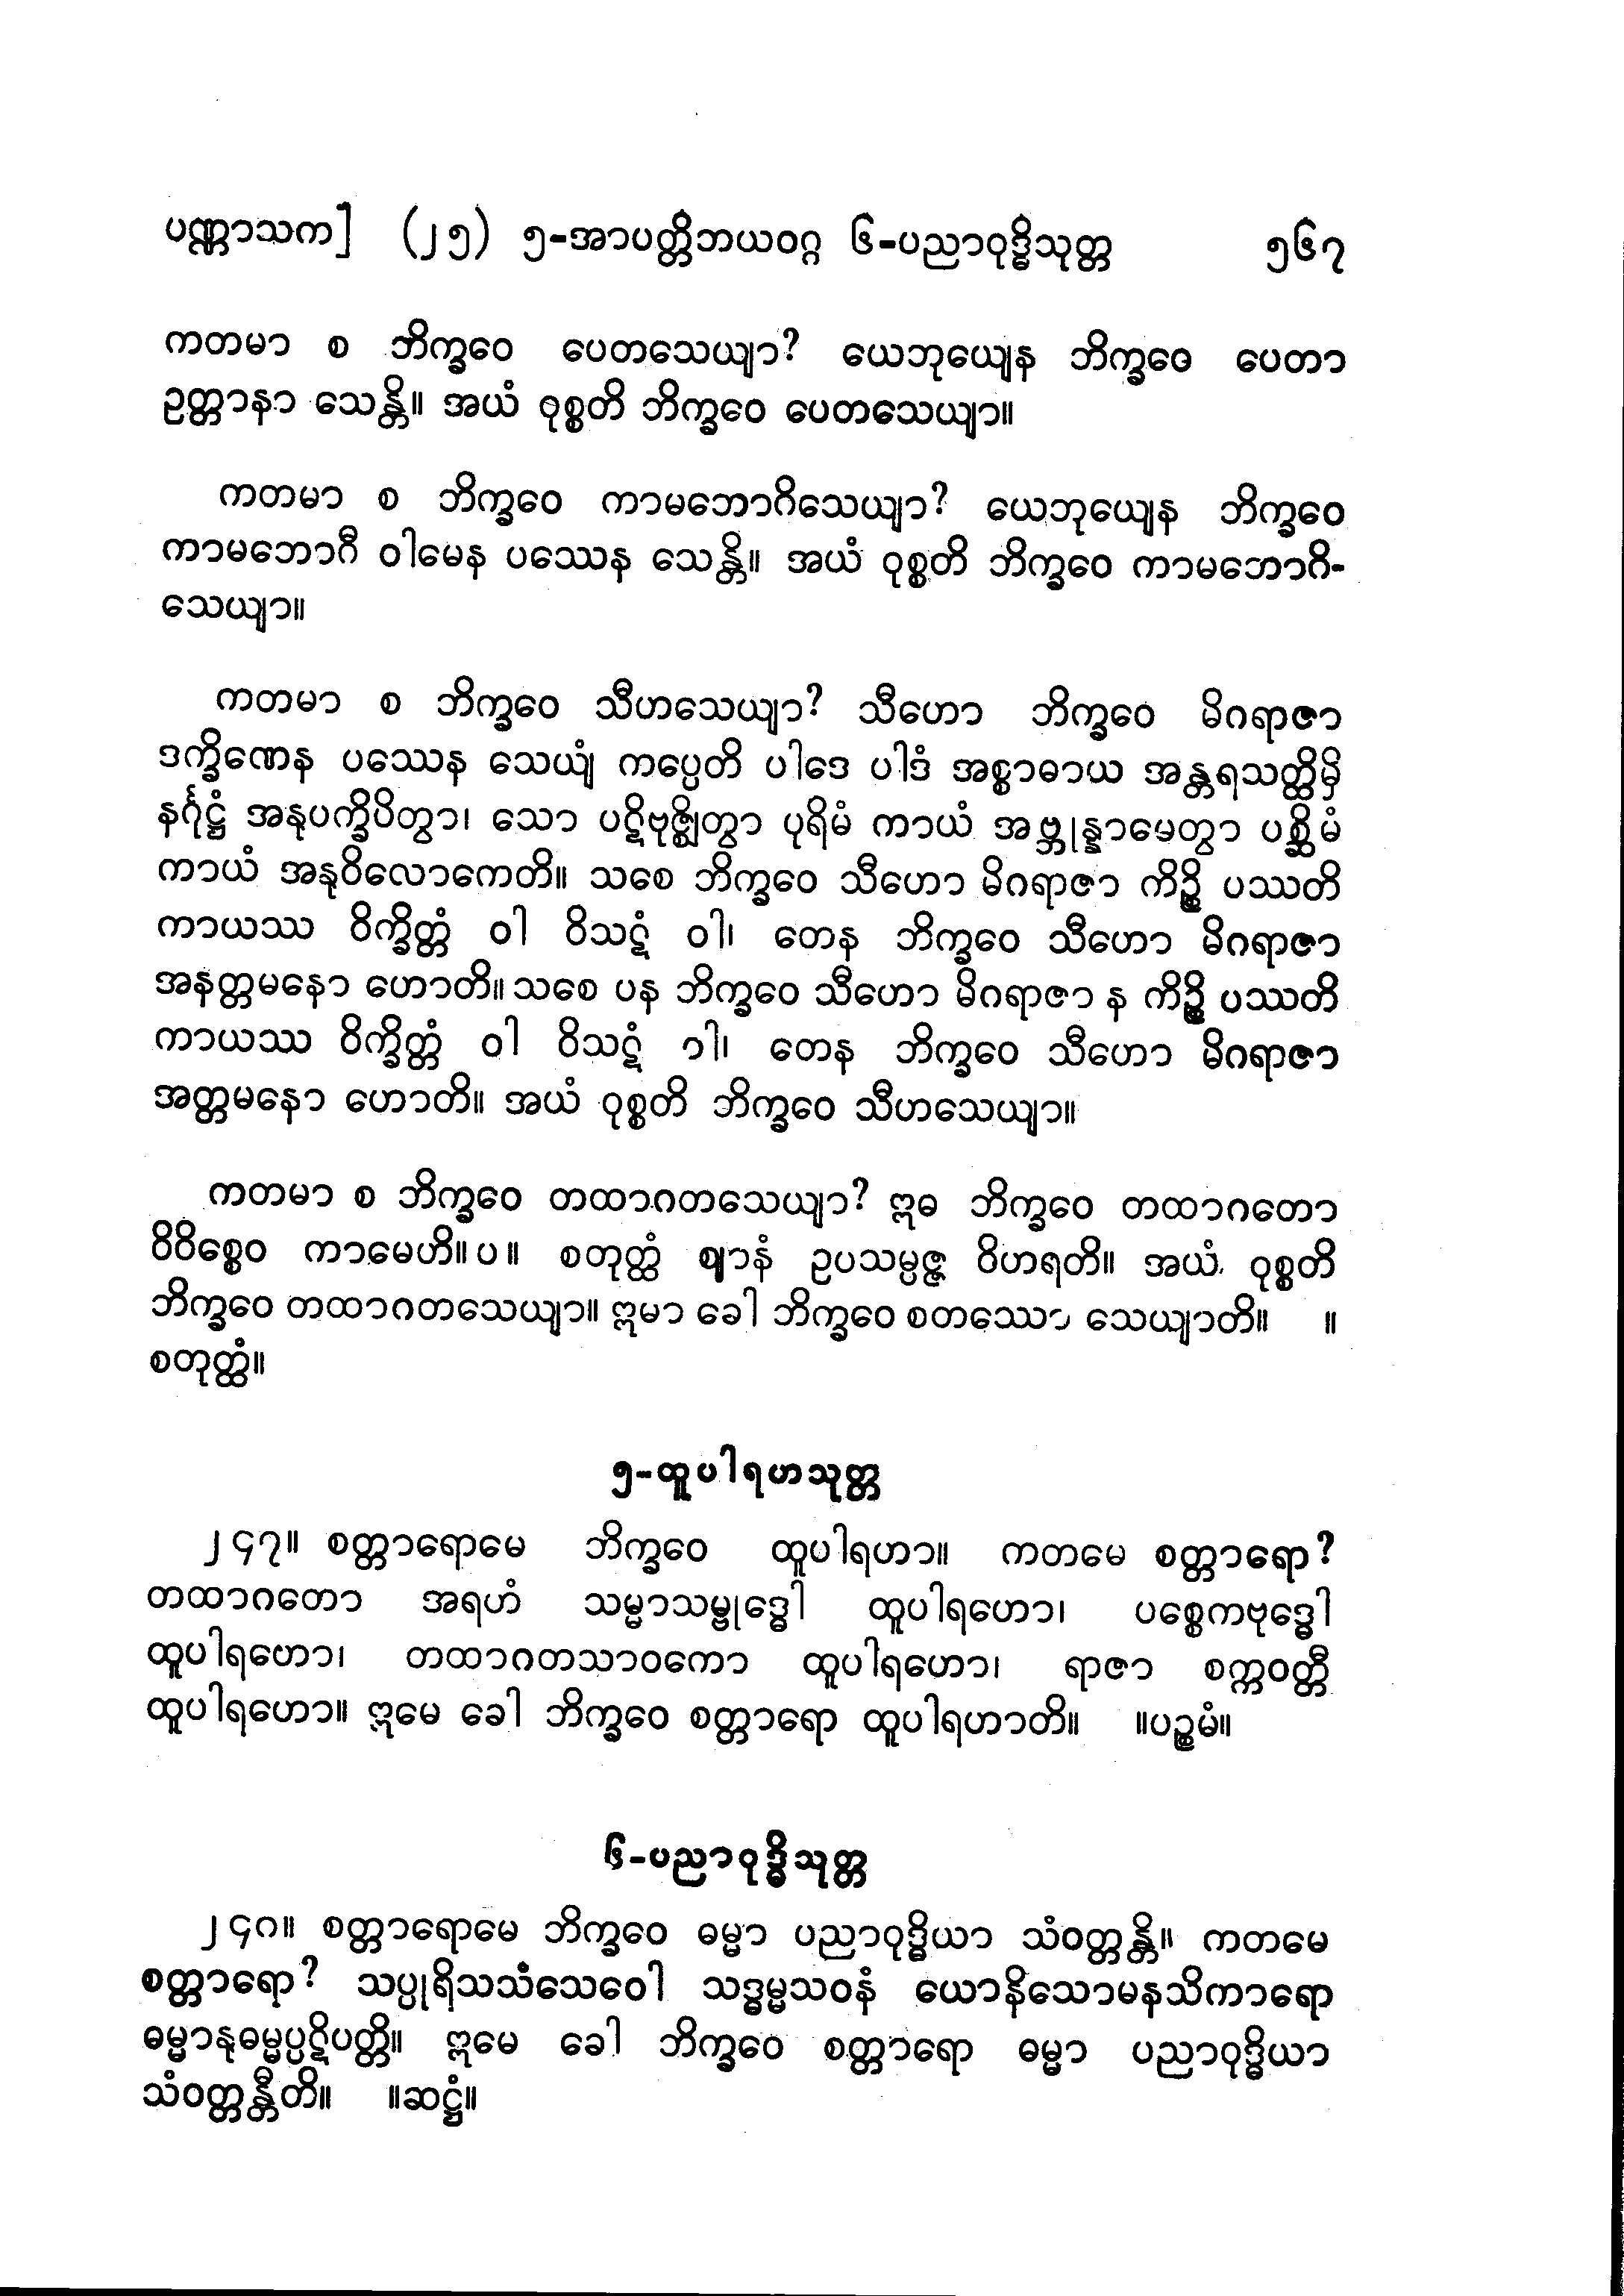 ပဏ္ဏာသက] (၂၅) ၅-အာပတ္တိဘယဝဂ္ဂ ၆-ပညာဝုဒ္ဓိသုတ္တ ၅၆၇
ကတမာ စ ဘိက္ခဝေ ပေတသေယျာ? ယေဘုယျေန ဘိက္ခဝေ ပေတာ
ဥတ္တာနာ သေန္တိ။ အယံ ဝုစ္စတိ ဘိက္ခဝေ ပေတသေယျာ။
ကတမာ စ ဘိက္ခဝေ ကာမဘောဂိသေယျာ? ယေဘုယျေန ဘိက္ခဝေ
ကာမဘောဂီ ဝါမေန ပဿေန သေန္တိ။ အယံ ဝုစ္စတိ ဘိက္ခဝေ ကာမဘောဂိ-
သေယျာ။
ကတမာ စ ဘိက္ခဝေ သီဟသေယျာ? သီဟော ဘိက္ခဝေ မိဂရာဇာ
ဒက္ခိဏေန ပဿေန သေယျံ ကပ္ပေတိ ပါဒေ ပါဒံ အစ္စာဓာယ အန္တရသတ္ထိမှိ
နင်္ဂုဋ္ဌံ အနုပက္ခိပိတွာ၊ သော ပဋိဗုဇ္ဈိတွာ ပုရိမံ ကာယံ အဗ္ဘုန္နာမေတွာ ပစ္ဆိမံ
ကာယံ အနုဝိလောကေတိ။ သစေ ဘိက္ခဝေ သီဟော မိဂရာဇာ ကိဉ္စိ ပဿတိ
ကာယဿ ဝိက္ခိတ္တံ ဝါ ဝိသဋံ ဝါ၊ တေန ဘိက္ခဝေ သီဟော မိဂရာဇာ
အနတ္တမနော ဟောတိ။ သစေ ပန ဘိက္ခဝေ သီဟော မိဂရာဇာ န ကိဉ္စိ ပဿတိ
ကာယဿ ဝိက္ခိတ္တံ ဝါ ဝိသဋံ ဝါ၊ တေန ဘိက္ခဝေ သီဟော မိဂရာဇာ
အတ္တမနော ဟောတိ။ အယံ ဝုစ္စတိ ဘိက္ခဝေ သီဟသေယျာ။
ကတမာ စ ဘိက္ခဝေ တထာဂတသေယျာ? ဣဓ ဘိက္ခဝေ တထာဂတော
ဝိဝိစ္စေဝ ကာမေဟိ။ပ။ စတုတ္ထံ ဈာနံ ဥပသမ္ပဇ္ဇ ဝိဟရတိ။ အယံ ဝုစ္စတိ
ဘိက္ခဝေ တထာဂတသေယျာ။ ဣမာ ခေါ ဘိက္ခဝေ စတဿော သေယျာတိ။ ။
စတုတ္ထံ။
၅-ထူပါရဟသုတ္တ
၂၄၇။ စတ္တာရောမေ ဘိက္ခဝေ ထူပါရဟာ။ ကတမေ စတ္တာရော?
တထာဂတော အရဟံ သမ္မာသမ္ဗုဒ္ဓေါ ထူပါရဟော၊ ပစ္စေကဗုဒ္ဓေါ
ထူပါရဟော၊ တထာဂတသာဝကော ထူပါရဟော၊ ရာဇာ စက္ကဝတ္တီ
ထူပါရဟော။ ဣမေ ခေါ ဘိက္ခဝေ စတ္တာရော ထူပါရဟာတိ။ ။ပဉ္စမံ။
၆-ပညာဝုဒ္ဓိသုတ္တ
၂၄၈။ စတ္တာရောမေ ဘိက္ခဝေ ဓမ္မာ ပညာဝုဒ္ဓိယာ သံဝတ္တန္တိ။ ကတမေ
စတ္တာရော? သပ္ပုရိသသံသေဝေါ သဒ္ဓမ္မသဝနံ ယောနိသောမနသိကာရော
ဓမ္မာနုဓမ္မပ္ပဋိပတ္တိ။ ဣမေ ခေါ ဘိက္ခဝေ စတ္တာရော ဓမ္မာ ပညာဝုဒ္ဓိယာ
သံဝတ္တန္တီတိ။ ။ဆဋ္ဌံ။